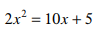 2x² = 10x + 5